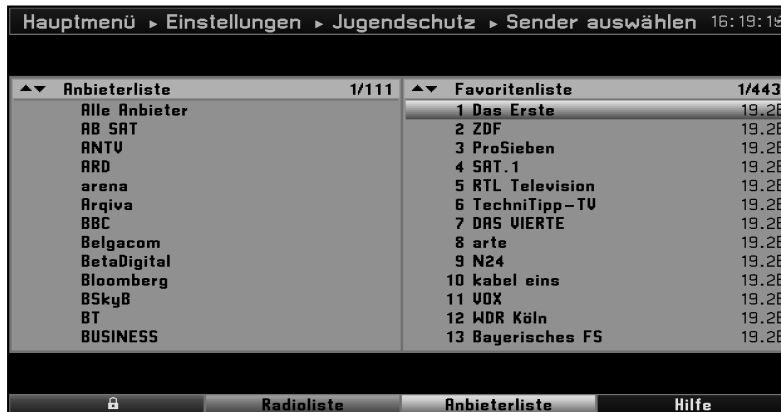 Hauptmenü ▸ Einstellungen ▸ Jugendschutz ▸ Sender auswählen 16:19:19
Anbieterliste 1/111
Alle Anbieter
AB SAT
ANTV
ARD
arena
Arqiva
BBC
Belgacom
BetaDigital
Bloomberg
BSkyB
BT
BUSINESS
Favoritenliste 1/443
1 Das Erste 19.2E
2 ZDF 19.2E
3 ProSieben 19.2E
4 SAT.1 19.2E
5 RTL Television 19.2E
6 TechniTipp-TV 19.2E
7 DAS VIERTE 19.2E
8 arte 19.2E
9 N24 19.2E
10 kabel eins 19.2E
11 VOX 19.2E
12 WDR Köln 19.2E
13 Bayerisches FS 19.2E
Radioliste Anbieterliste Hilfe